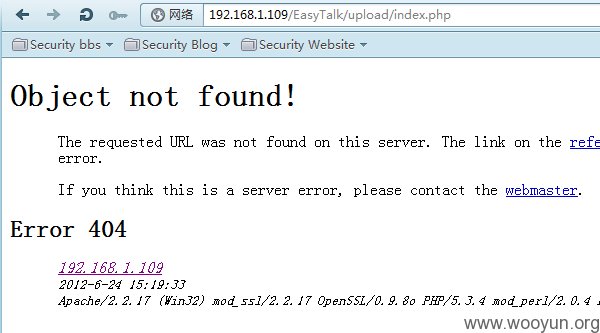 网络 192.168.1.109/EasyTalk/upload/index.php
Security bbs Security Blog Security Website
Object not found!
The requested URL was not found on this server. The link on the
error.
If you think this is a server error, please contact the webmaster.
Error 404
192.168.1.109
2012-6-24 15:19:33
Apache/2.2.17 (Win32) mod_ssl/2.2.17 OpenSSL/0.9.8o PHP/5.3.4 mod_perl/2.0.4
www.wooyun.org